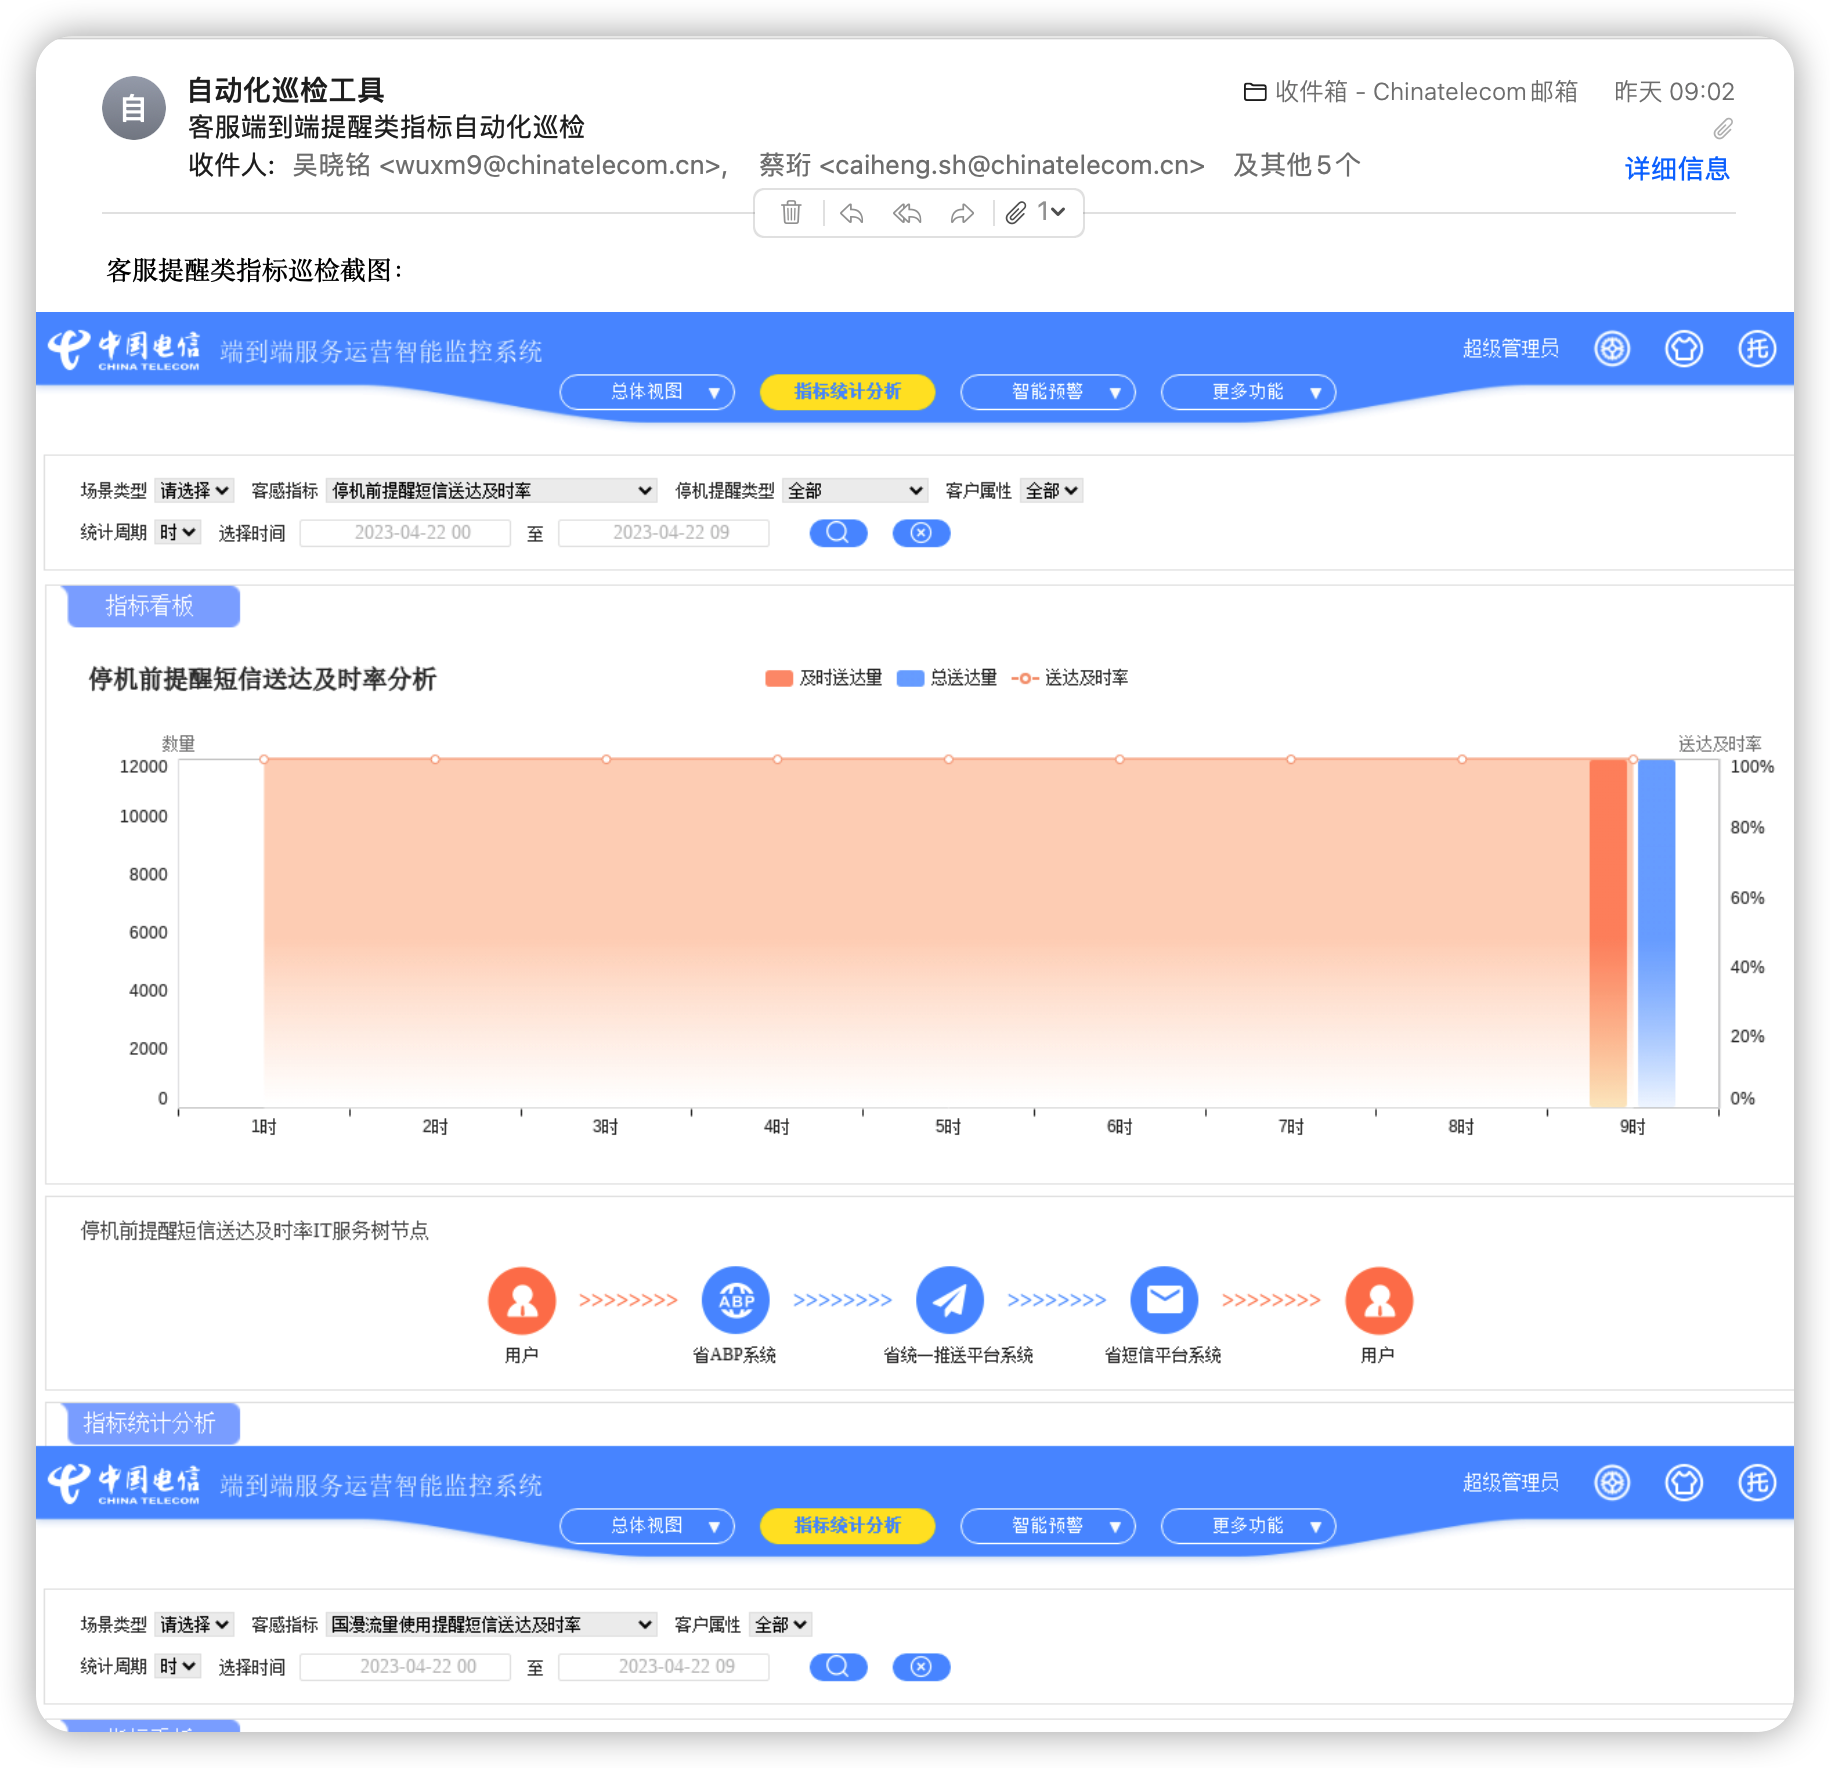 自
自动化巡检工具
收件箱 - Chinatelecom邮箱 昨天 09:02
客服端到端提醒类指标自动化巡检
收件人: 吴晓铭 <wuxm9@chinatelecom.cn>, 蔡珩 <caiheng.sh@chinatelecom.cn> 及其他5个
详细信息
1
客服提醒类指标巡检截图:
中国电信
CHINA TELECOM
端到端服务运营智能监控系统
超级管理员 托
总体视图 ▼ 指标统计分析 智能预警 ▼ 更多功能 ▼
场景类型 请选择 客感指标 停机前提醒短信送达及时率 停机提醒类型 全部 客户属性 全部
统计周期 时 选择时间 2023-04-22 00 至 2023-04-22 09
指标看板
停机前提醒短信送达及时率分析
及时送达量 总送达量 送达及时率
数量
送达及时率
12000
10000
8000
6000
4000
2000
0
100%
80%
60%
40%
20%
0%
1时 2时 3时 4时 5时 6时 7时 8时 9时
停机前提醒短信送达及时率IT服务树节点
>>>>>>>> ABP >>>>>>>> >>>>>>>> >>>>>>>>
用户 省ABP系统 省统一推送平台系统 省短信平台系统 用户
指标统计分析
中国电信
CHINA TELECOM
端到端服务运营智能监控系统
超级管理员 托
总体视图 ▼ 指标统计分析 智能预警 ▼ 更多功能 ▼
场景类型 请选择 客感指标 国漫流量使用提醒短信送达及时率 客户属性 全部
统计周期 时 选择时间 2023-04-22 00 至 2023-04-22 09